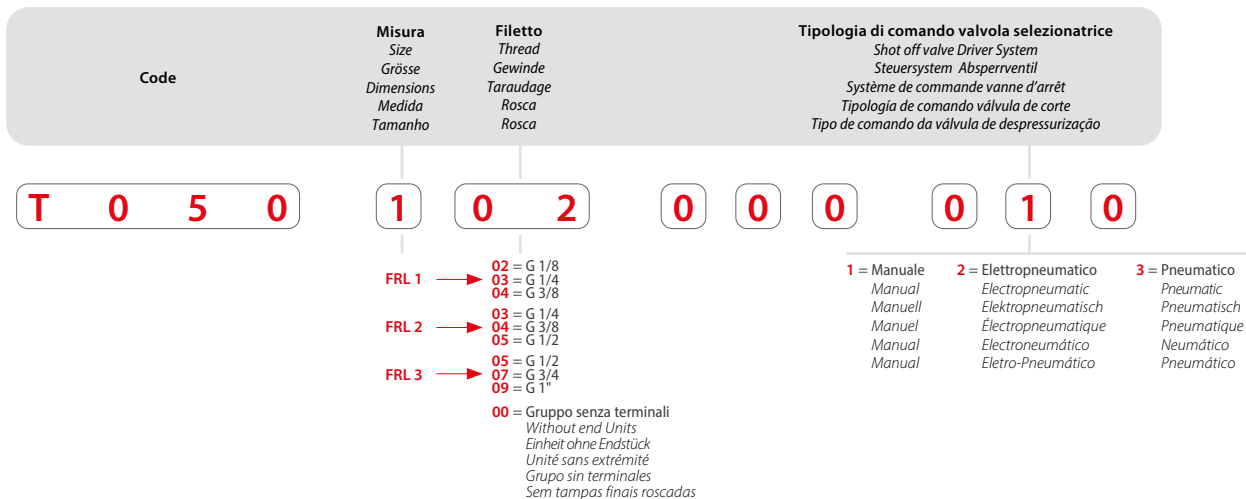 Code
Misura
Size
Grösse
Dimensions
Medida
Tamanho
Filetto
Thread
Gewinde
Taraudage
Rosca
Rosca
Tipologia di comando valvola selezionatrice
Shot off valve Driver System
Steuersystem Absperrventil
Système de commande vanne d'arrêt
Tipología de comando válvula de corte
Tipo de comando da válvula de despressurização
T 0 5 0 1 0 2 0 0 0 0 1 0
FRL 1
02 = G 1/8
03 = G 1/4
04 = G 3/8
FRL 2
03 = G 1/4
04 = G 3/8
05 = G 1/2
FRL 3
05 = G 1/2
07 = G 3/4
09 = G 1"
00 = Gruppo senza terminali
Without end Units
Einheit ohne Endstück
Unité sans extrémité
Grupo sin terminales
Sem tampas finais roscadas
1 = Manuale
Manual
Manuell
Manuel
Manual
Manual
2 = Elettropneumatico
Electropneumatic
Elektropneumatisch
Électropneumatique
Electroneumático
Eletro-Pneumático
3 = Pneumatico
Pneumatic
Pneumatisch
Pneumatique
Neumático
Pneumático